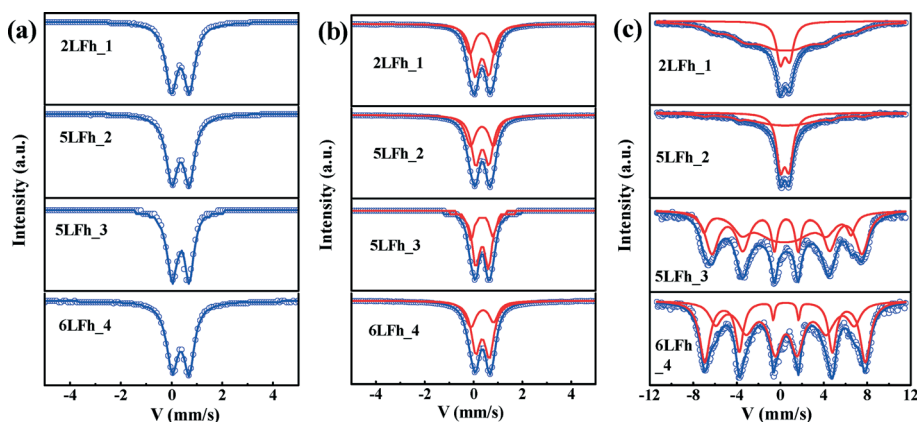 (a)
2LFh_1
5LFh_2
5LFh_3
6LFh_4
Intensity (a.u.)
-4 -2 0 2 4
V (mm/s)
(b)
2LFh_1
5LFh_2
5LFh_3
6LFh_4
Intensity (a.u.)
-4 -2 0 2 4
V (mm/s)
(c)
2LFh_1
5LFh_2
5LFh_3
6LFh
_4
Intensity (a.u.)
-12 -8 -4 0 4 8 12
V (mm/s)